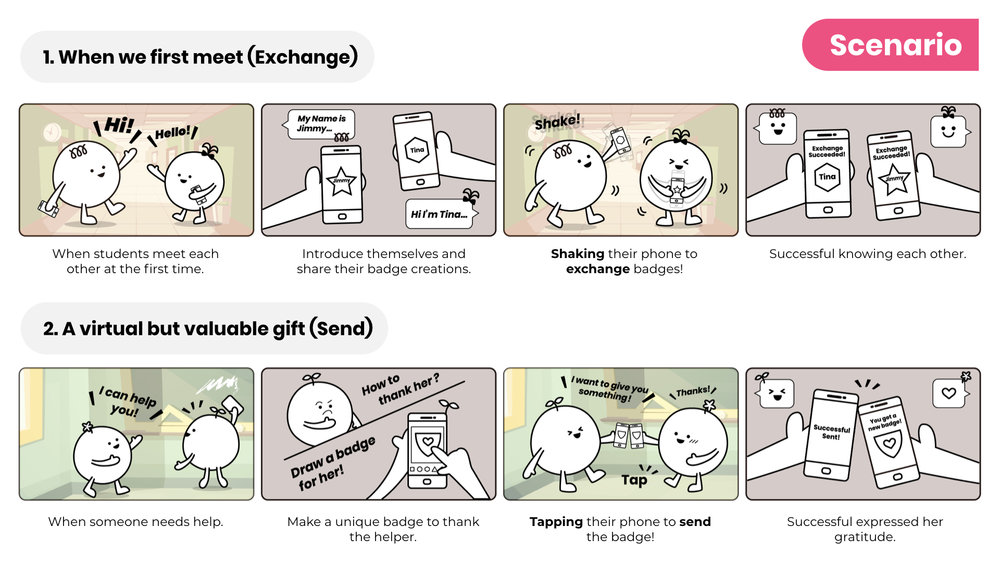 Scenario
1. When we first meet (Exchange)
Hi!
Hello!
My Name is
Jimmy...
Tina
Jimmy
Hi I'm Tina...
Shake!
Exchange
Succeeded!
Tina
Exchange
Succeeded!
Jimmy
When students meet each
other at the first time.
Introduce themselves and
share their badge creations.
Shaking their phone to
exchange badges!
Successful knowing each other.
2. A virtual but valuable gift (Send)
I can help
you!
How to
thank her?
Draw a badge
for her!
I want to give you
something!
Thanks!
Tap
Successful
Sent!
You get a
new badge!
When someone needs help.
Make a unique badge to thank
the helper.
Tapping their phone to send
the badge!
Successful expressed her
gratitude.